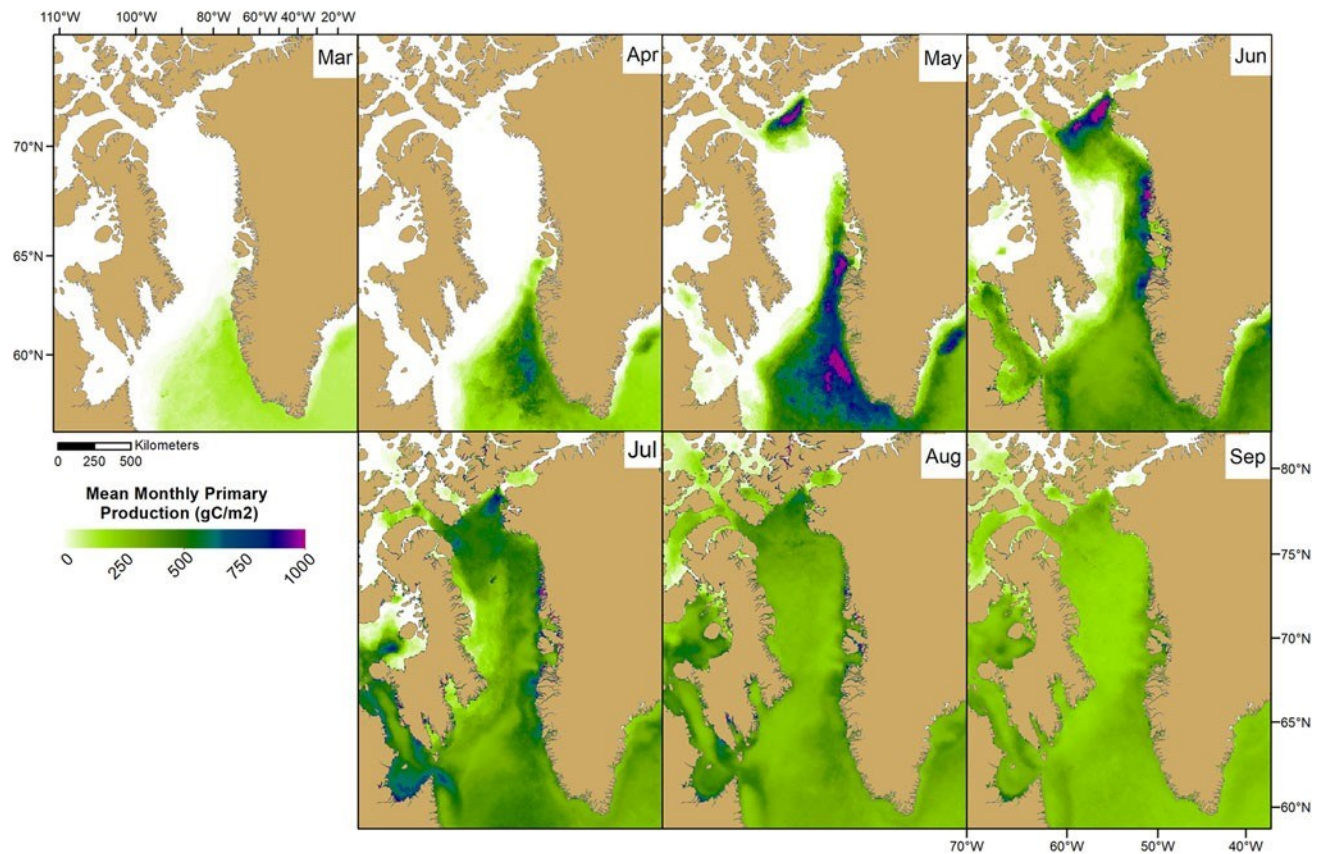 110°W 100°W 80°W 60°W 40°W 20°W
Mar
Apr
May
Jun
70°N
65°N
60°N
Kilometers
0 250 500
Mean Monthly Primary
Production (gC/m2)
0 250 500 750 1000
Jul
Aug
Sep
80°N
75°N
70°N
65°N
60°N
70°W 60°W 50°W 40°W